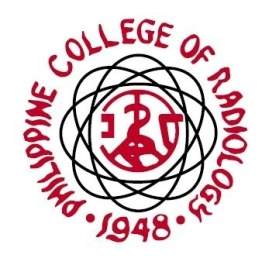 PHILIPPINE COLLEGE OF RADIOLOGY
• 1948 •